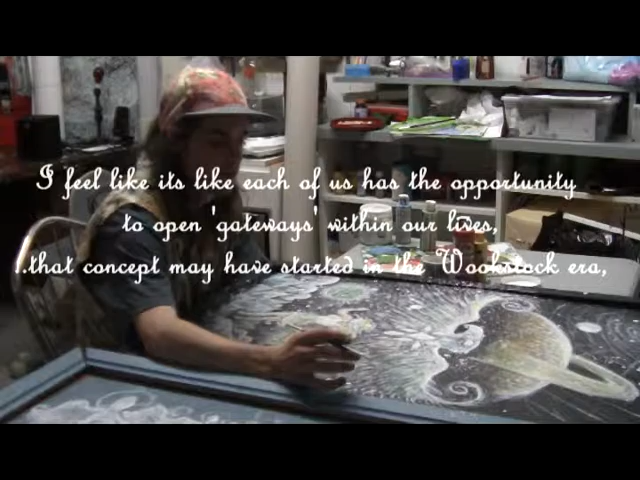 I feel like its like each of us has the opportunity
to open 'gateways' within our lives,
..that concept may have started in the Wookstock era,